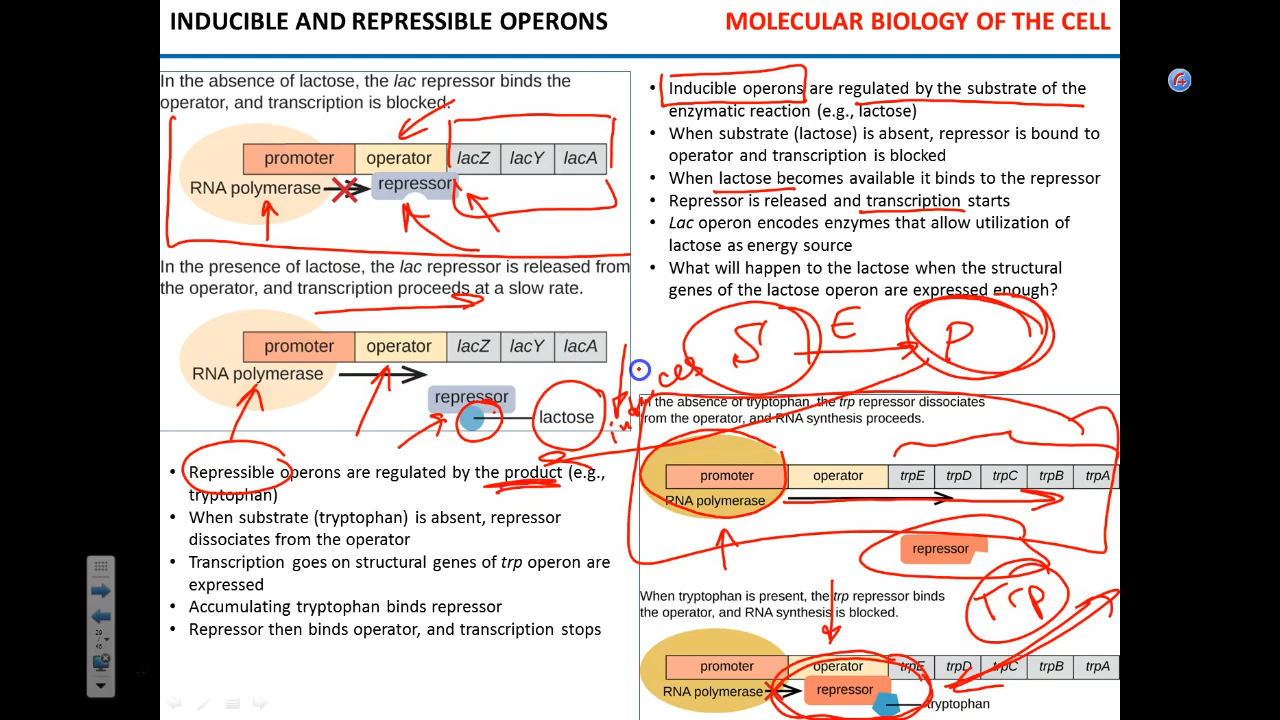 INDUCIBLE AND REPRESSIBLE OPERONS
MOLECULAR BIOLOGY OF THE CELL
In the absence of lactose, the lac repressor binds the
operator, and transcription is blocked.
promoter operator lacZ lacY lacA
RNA polymerase repressor
In the presence of lactose, the lac repressor is released from
the operator, and transcription proceeds at a slow rate.
promoter operator lacZ lacY lacA
RNA polymerase
repressor
lactose
• Repressible operons are regulated by the product (e.g.,
tryptophan)
• When substrate (tryptophan) is absent, repressor
dissociates from the operator
• Transcription goes on structural genes of trp operon are
expressed
• Accumulating tryptophan binds repressor
• Repressor then binds operator, and transcription stops
• Inducible operons are regulated by the substrate of the
enzymatic reaction (e.g., lactose)
• When substrate (lactose) is absent, repressor is bound to
operator and transcription is blocked
• When lactose becomes available it binds to the repressor
• Repressor is released and transcription starts
• Lac operon encodes enzymes that allow utilization of
lactose as energy source
• What will happen to the lactose when the structural
genes of the lactose operon are expressed enough?
S E P
induces
In the absence of tryptophan, the trp repressor dissociates
from the operator, and RNA synthesis proceeds.
promoter operator trpE trpD trpC trpB trpA
RNA polymerase
repressor
Trp
When tryptophan is present, the trp repressor binds
the operator, and RNA synthesis is blocked.
promoter operator trpE trpD trpC trpB trpA
RNA polymerase repressor
tryptophan